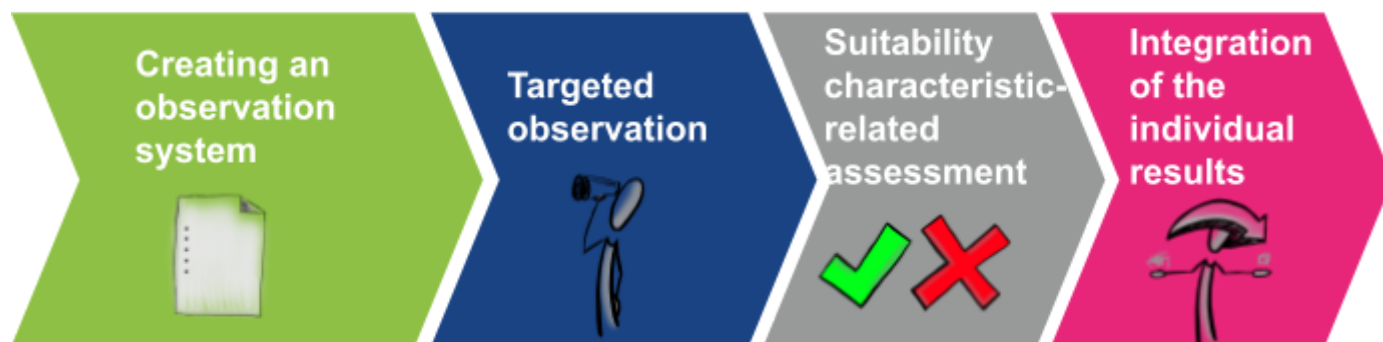 Creating an
observation
system
Targeted
observation
Suitability
characteristic-
related
assessment
Integration
of the
individual
results